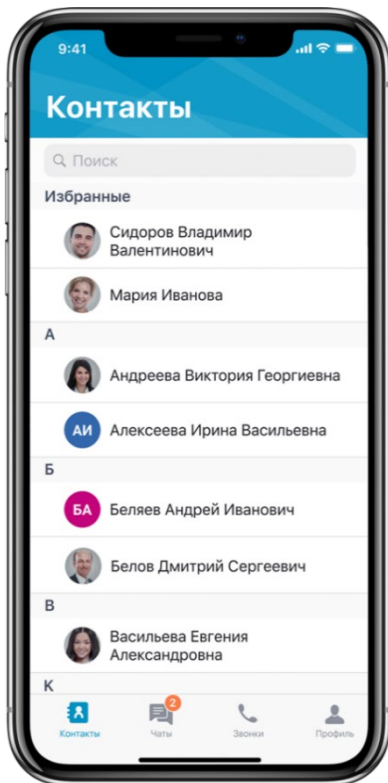 9:41
Контакты
Поиск
Избранные
Сидоров Владимир
Валентинович
Мария Иванова
А
Андреева Виктория Георгиевна
АИ
Алексеева Ирина Васильевна
Б
БА
Беляев Андрей Иванович
Белов Дмитрий Сергеевич
В
Васильева Евгения
Александровна
К
2
Контакты
Чаты
Звонки
Профиль